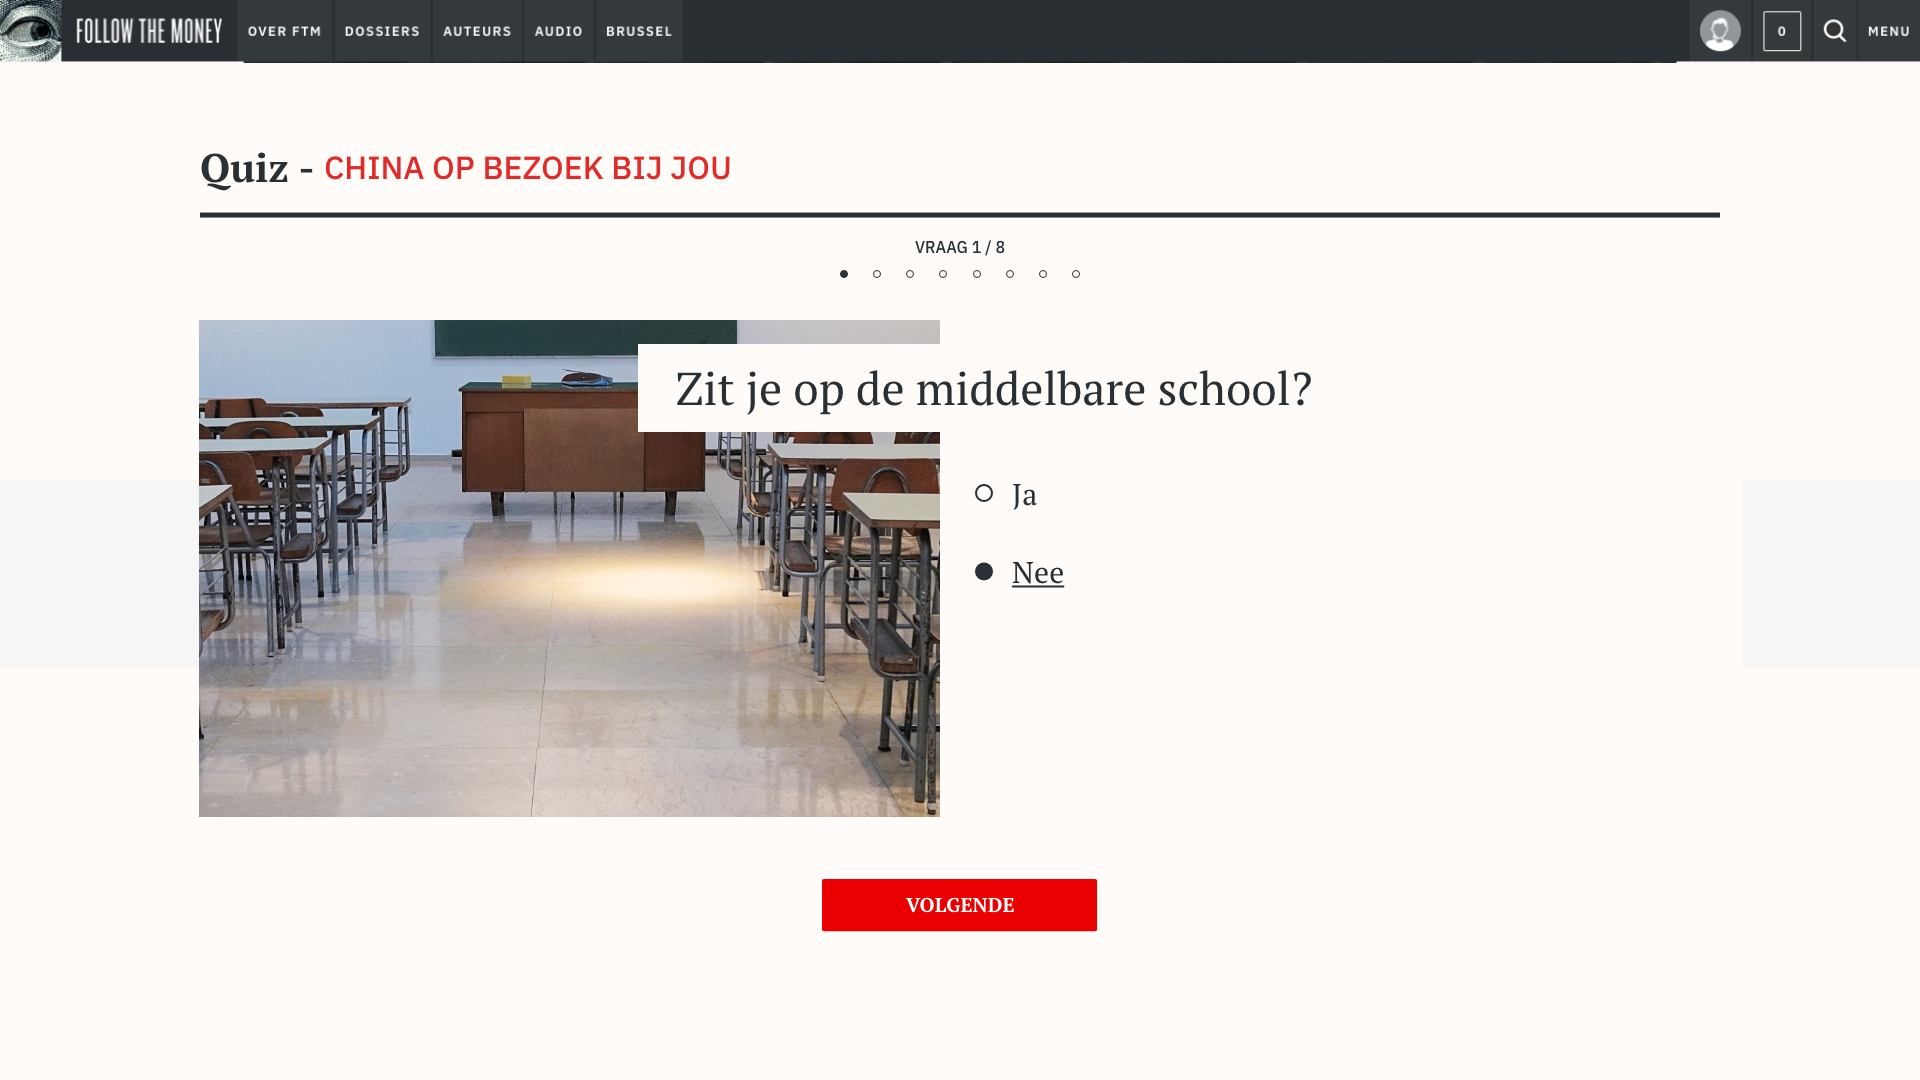 FOLLOW THE MONEY OVER FTM DOSSIERS AUTEURS AUDIO BRUSSEL 0 MENU
Quiz - CHINA OP BEZOEK BIJ JOU
VRAAG 1 / 8
Zit je op de middelbare school?
Ja
Nee
VOLGENDE